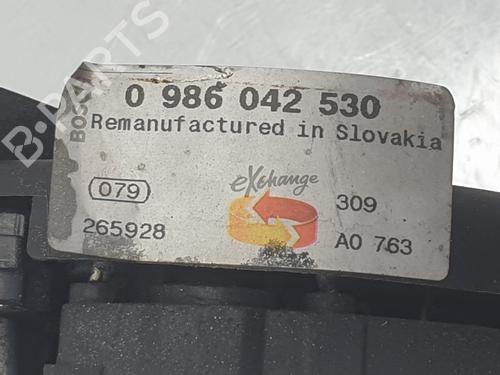 B-PARTS
BOSCH
0 986 042 530
Remanufactured in Slovakia
079
eXchange
309
265928
A0 763